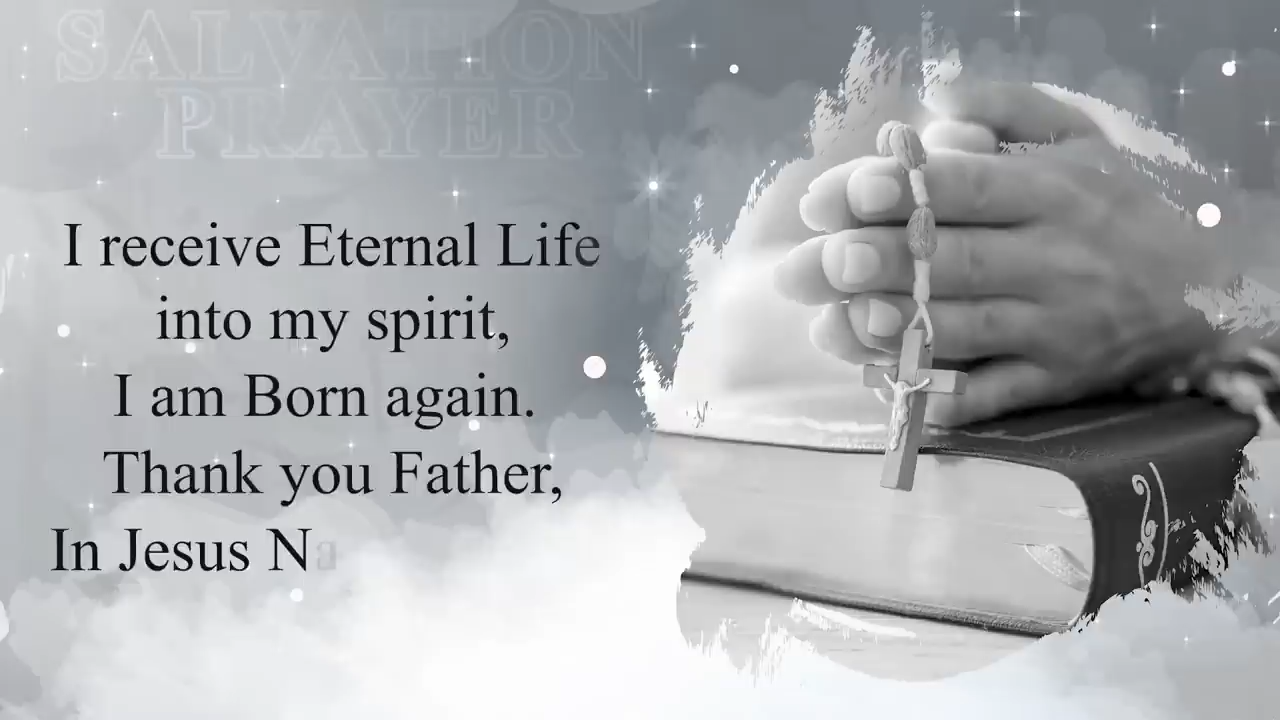 SALVATION
PRAYER
I receive Eternal Life
into my spirit,
I am Born again.
Thank you Father,
In Jesus Na